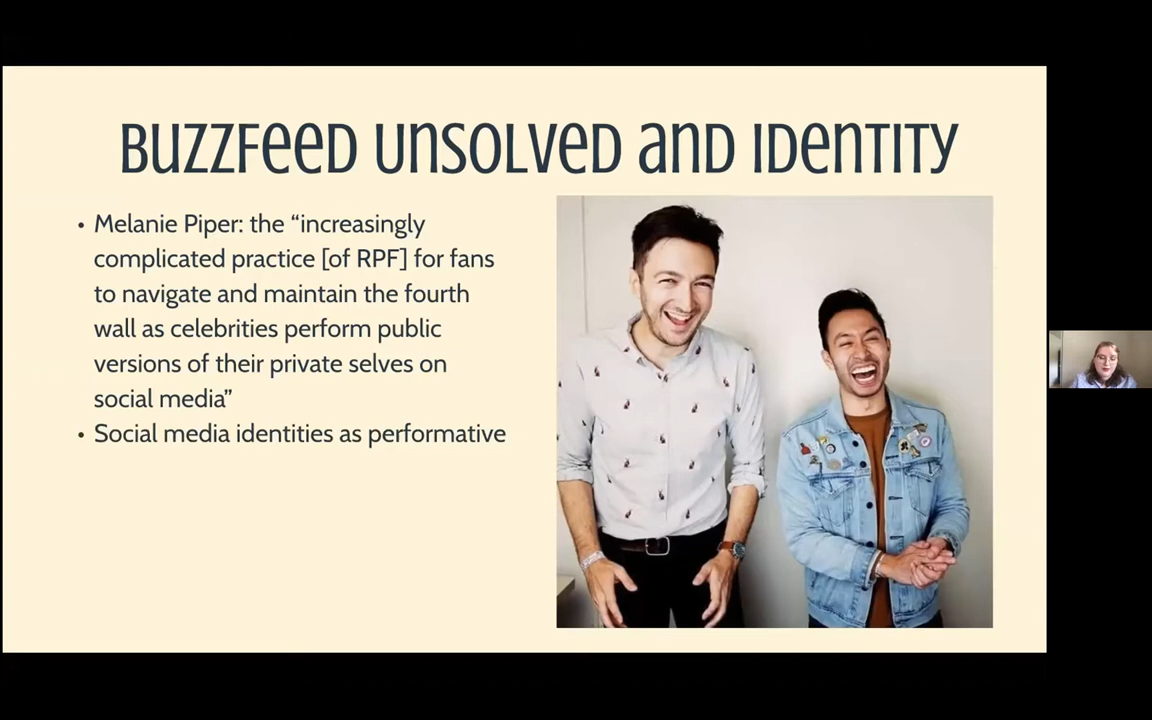 BUZZFEED UNSOLVED AND IDENTITY
• Melanie Piper: the “increasingly
complicated practice [of RPF] for fans
to navigate and maintain the fourth
wall as celebrities perform public
versions of their private selves on
social media”
• Social media identities as performative